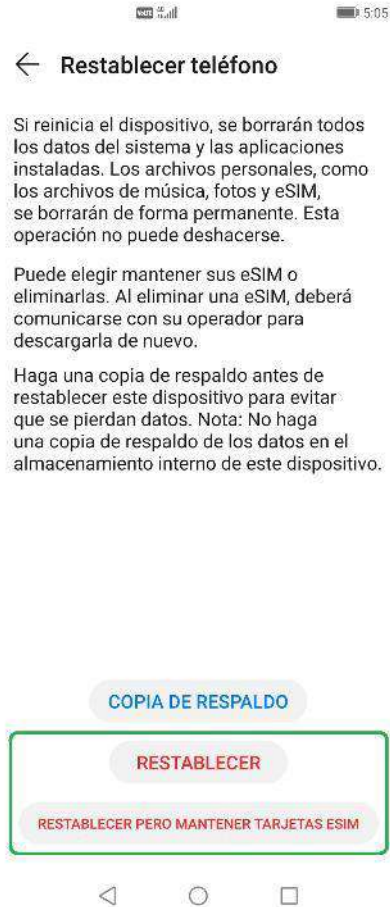 VoLTE 5:05
Restablecer teléfono
Si reinicia el dispositivo, se borrarán todos
los datos del sistema y las aplicaciones
instaladas. Los archivos personales, como
los archivos de música, fotos y eSIM,
se borrarán de forma permanente. Esta
operación no puede deshacerse.
Puede elegir mantener sus eSIM o
eliminarlas. Al eliminar una eSIM, deberá
comunicarse con su operador para
descargarla de nuevo.
Haga una copia de respaldo antes de
restablecer este dispositivo para evitar
que se pierdan datos. Nota: No haga
una copia de respaldo de los datos en el
almacenamiento interno de este dispositivo.
COPIA DE RESPALDO
RESTABLECER
RESTABLECER PERO MANTENER TARJETAS ESIM